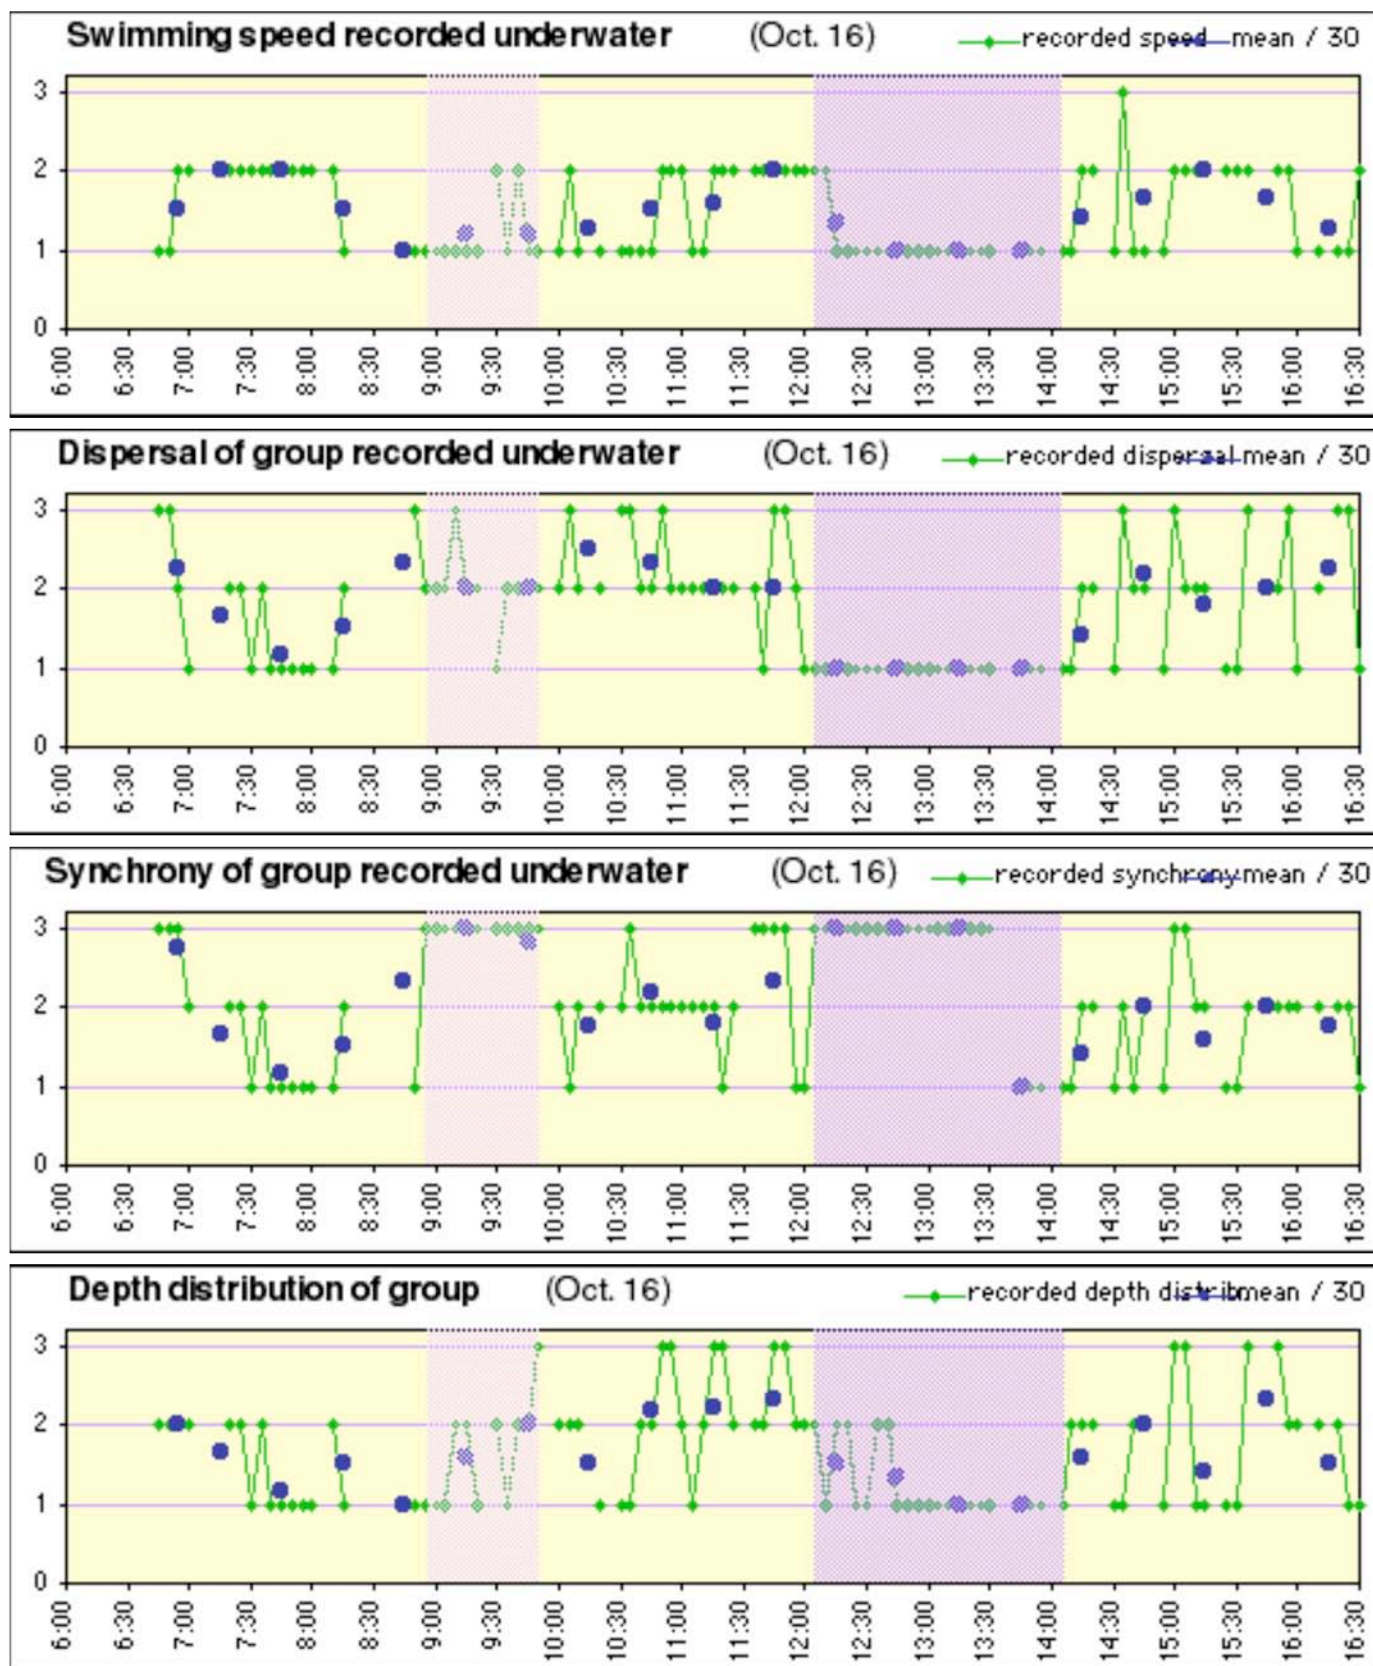 Swimming speed recorded underwater (Oct. 16) recorded speed mean / 30
3
2
1
0
6:00 6:30 7:00 7:30 8:00 8:30 9:00 9:30 10:00 10:30 11:00 11:30 12:00 12:30 13:00 13:30 14:00 14:30 15:00 15:30 16:00 16:30
Dispersal of group recorded underwater (Oct. 16) recorded dispersal mean / 30
3
2
1
0
6:00 6:30 7:00 7:30 8:00 8:30 9:00 9:30 10:00 10:30 11:00 11:30 12:00 12:30 13:00 13:30 14:00 14:30 15:00 15:30 16:00 16:30
Synchrony of group recorded underwater (Oct. 16) recorded synchrony mean / 30
3
2
1
0
6:00 6:30 7:00 7:30 8:00 8:30 9:00 9:30 10:00 10:30 11:00 11:30 12:00 12:30 13:00 13:30 14:00 14:30 15:00 15:30 16:00 16:30
Depth distribution of group (Oct. 16) recorded depth distrib mean / 30
3
2
1
0
6:00 6:30 7:00 7:30 8:00 8:30 9:00 9:30 10:00 10:30 11:00 11:30 12:00 12:30 13:00 13:30 14:00 14:30 15:00 15:30 16:00 16:30